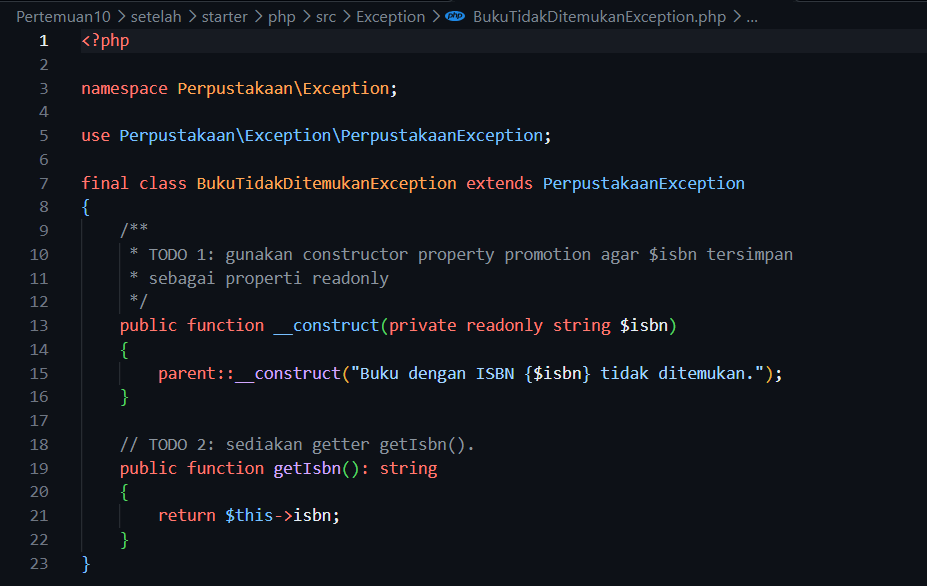 Pertemuan10 > setelah > starter > php > src > Exception > php BukuTidakDitemukanException.php > ...
1 <?php
2
3 namespace Perpustakaan\Exception;
4
5 use Perpustakaan\Exception\PerpustakaanException;
6
7 final class BukuTidakDitemukanException extends PerpustakaanException
8 {
9     /**
10      * TODO 1: gunakan constructor property promotion agar $isbn tersimpan
11      * sebagai properti readonly
12      */
13     public function __construct(private readonly string $isbn)
14     {
15         parent::__construct("Buku dengan ISBN {$isbn} tidak ditemukan.");
16     }
17
18     // TODO 2: sediakan getter getIsbn().
19     public function getIsbn(): string
20     {
21         return $this->isbn;
22     }
23 }